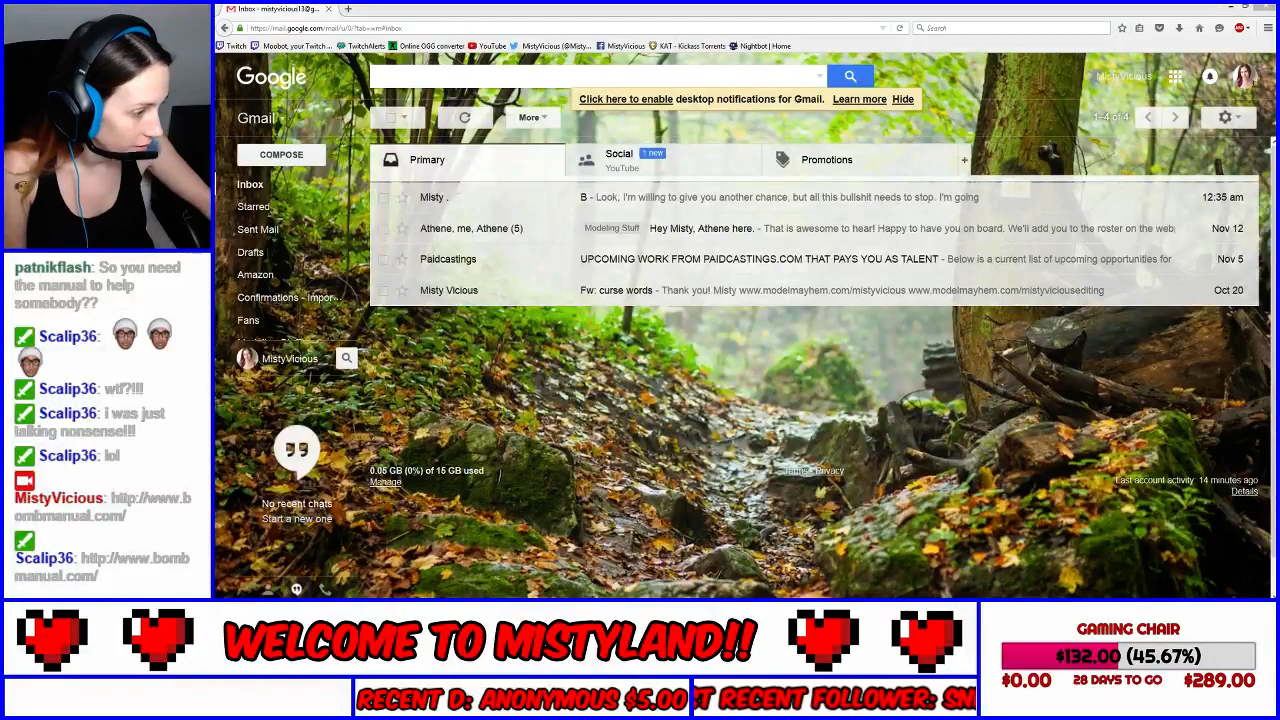 Inbox - mistyvicious13@g...
https://mail.google.com/mail/u/0/?tab=wm#inbox
Search
Twitch
Moobot, your Twitch ...
TwitchAlerts
Online OGG converter
YouTube
MistyVicious (@Misty...
MistyVicious
KAT - Kickass Torrents
Nightbot | Home
Google
MistyVicious
Click here to enable desktop notifications for Gmail. Learn more Hide
Gmail
More
1–4 of 4
COMPOSE
Primary
Social
1 new
YouTube
Promotions
Inbox
Starred
Sent Mail
Drafts
Amazon
Confirmations - Impor...
Fans
Misty . B - Look, I'm willing to give you another chance, but all this bullshit needs to stop. I'm going 12:35 am
Athene, me, Athene (5) Modeling Stuff Hey Misty, Athene here. - That is awesome to hear! Happy to have you on board. We'll add you to the roster on the web Nov 12
Paidcastings UPCOMING WORK FROM PAIDCASTINGS.COM THAT PAYS YOU AS TALENT - Below is a current list of upcoming opportunities for Nov 5
Misty Vicious Fw: curse words - Thank you! Misty www.modelmayhem.com/mistyvicious www.modelmayhem.com/mistyviciousediting Oct 20
MistyVicious
No recent chats
Start a new one
0.05 GB (0%) of 15 GB used
Manage
Terms - Privacy
Last account activity: 14 minutes ago
Details
patnikflash: So you need
the manual to help
somebody??
Scalip36:
Scalip36: wtf?!!!
Scalip36: i was just
talking nonsense!!!
Scalip36: lol
MistyVicious: http://www.b
ombmanual.com/
Scalip36: http://www.bomb
manual.com/
WELCOME TO MISTYLAND!!
RECENT D: ANONYMOUS $5.00
T RECENT FOLLOWER: SN
GAMING CHAIR
$132.00 (45.67%)
$0.00 28 DAYS TO GO $289.00